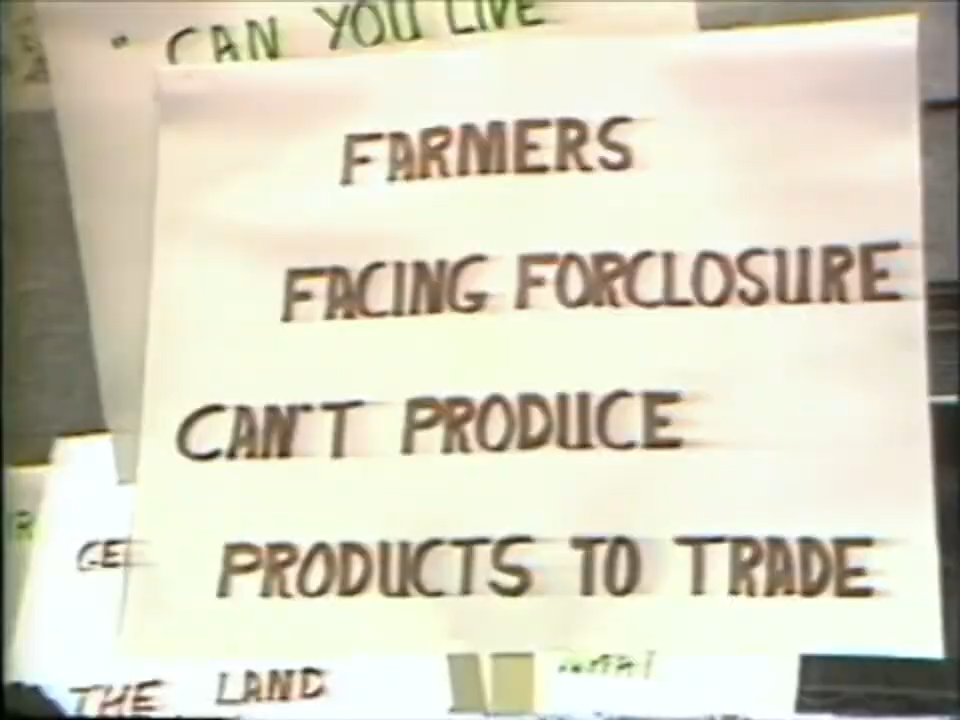 " CAN YOU LIVE
FARMERS
FACING FORCLOSURE
CAN'T PRODUCE
PRODUCTS TO TRADE
THE LAND